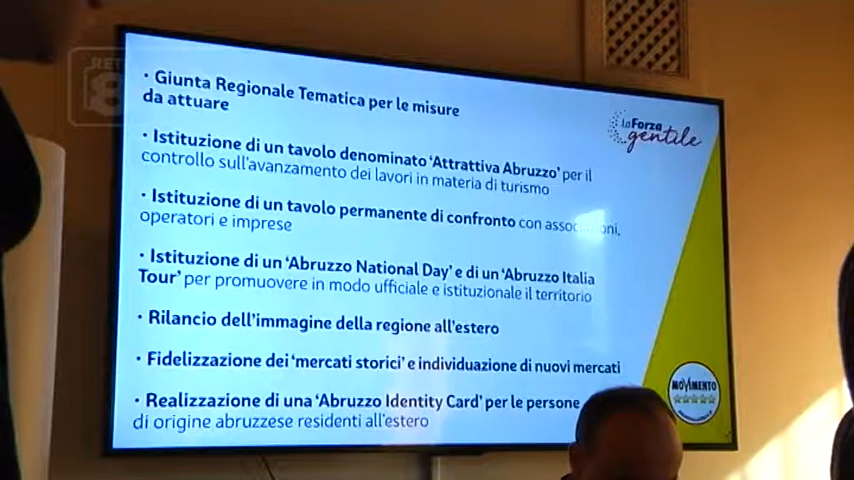 RETE
8
• Giunta Regionale Tematica per le misure
da attuare
• Istituzione di un tavolo denominato 'Attrattiva Abruzzo' per il
controllo sull'avanzamento dei lavori in materia di turismo
• Istituzione di un tavolo permanente di confronto con associazioni,
operatori e imprese
• Istituzione di un 'Abruzzo National Day' e di un 'Abruzzo Italia
Tour' per promuovere in modo ufficiale e istituzionale il territorio
• Rilancio dell'immagine della regione all'estero
• Fidelizzazione dei 'mercati storici' e individuazione di nuovi mercati
• Realizzazione di una 'Abruzzo Identity Card' per le persone
di origine abruzzese residenti all'estero
la Forza
gentile
MOVIMENTO